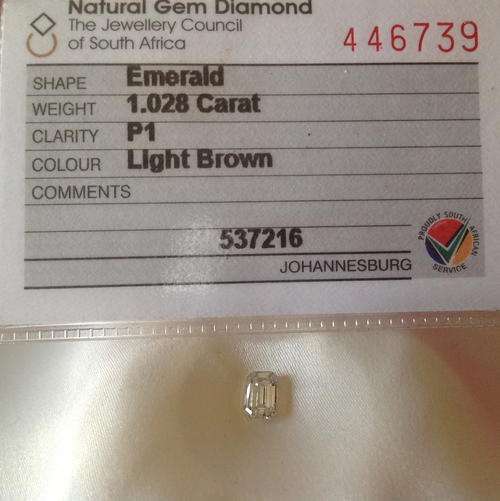 Natural Gem Diamond
The Jewellery Council
of South Africa
446739
SHAPE Emerald
WEIGHT 1.028 Carat
CLARITY P1
COLOUR Light Brown
COMMENTS
537216
JOHANNESBURG
PROUDLY SOUTH AFRICAN
SERVICE